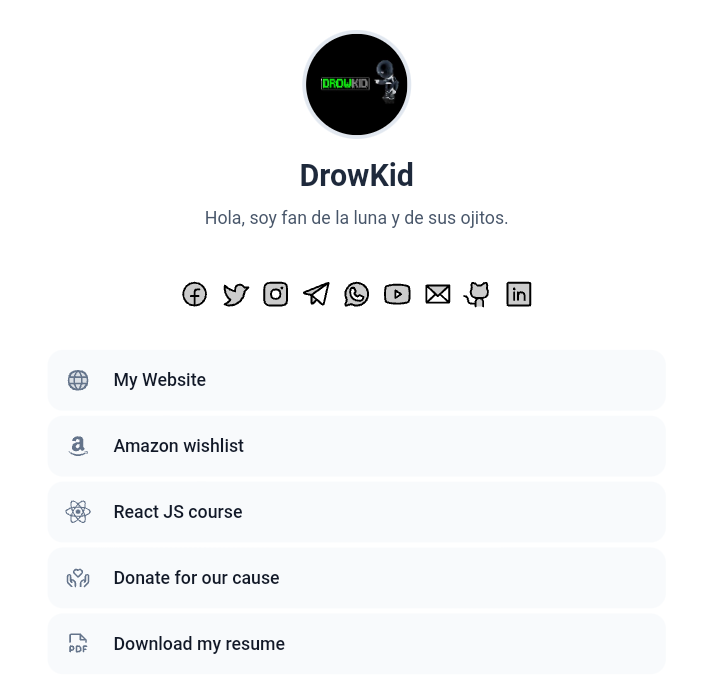 DROWKID
DrowKid
Hola, soy fan de la luna y de sus ojitos.
My Website
Amazon wishlist
React JS course
Donate for our cause
PDF
Download my resume